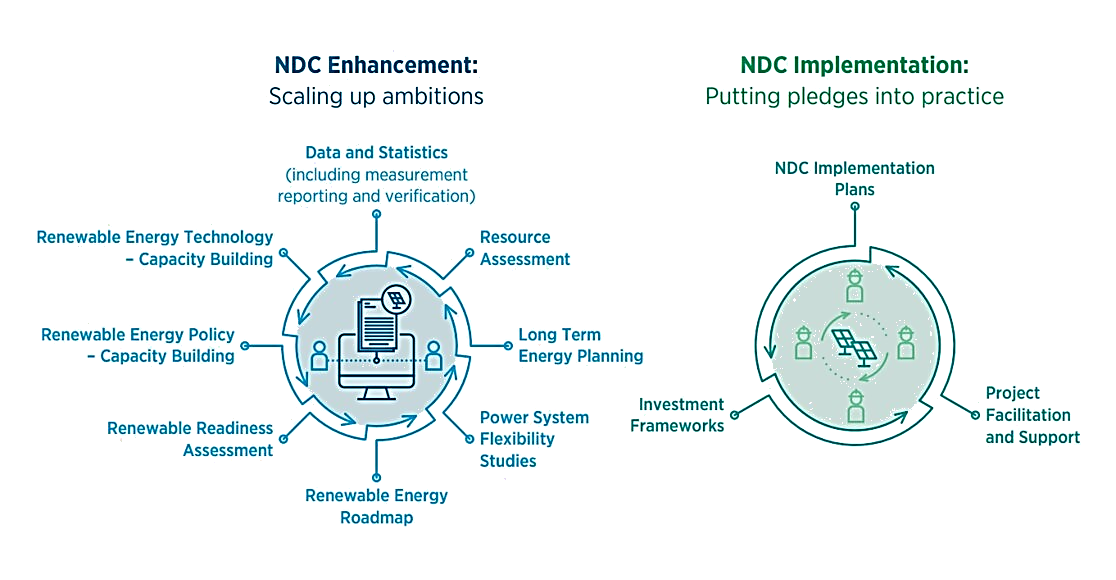 NDC Enhancement:
Scaling up ambitions
Data and Statistics
(including measurement
reporting and verification)
Resource
Assessment
Long Term
Energy Planning
Power System
Flexibility
Studies
Renewable Energy
Roadmap
Renewable Readiness
Assessment
Renewable Energy Policy
– Capacity Building
Renewable Energy Technology
– Capacity Building
NDC Implementation:
Putting pledges into practice
NDC Implementation
Plans
Project
Facilitation
and Support
Investment
Frameworks